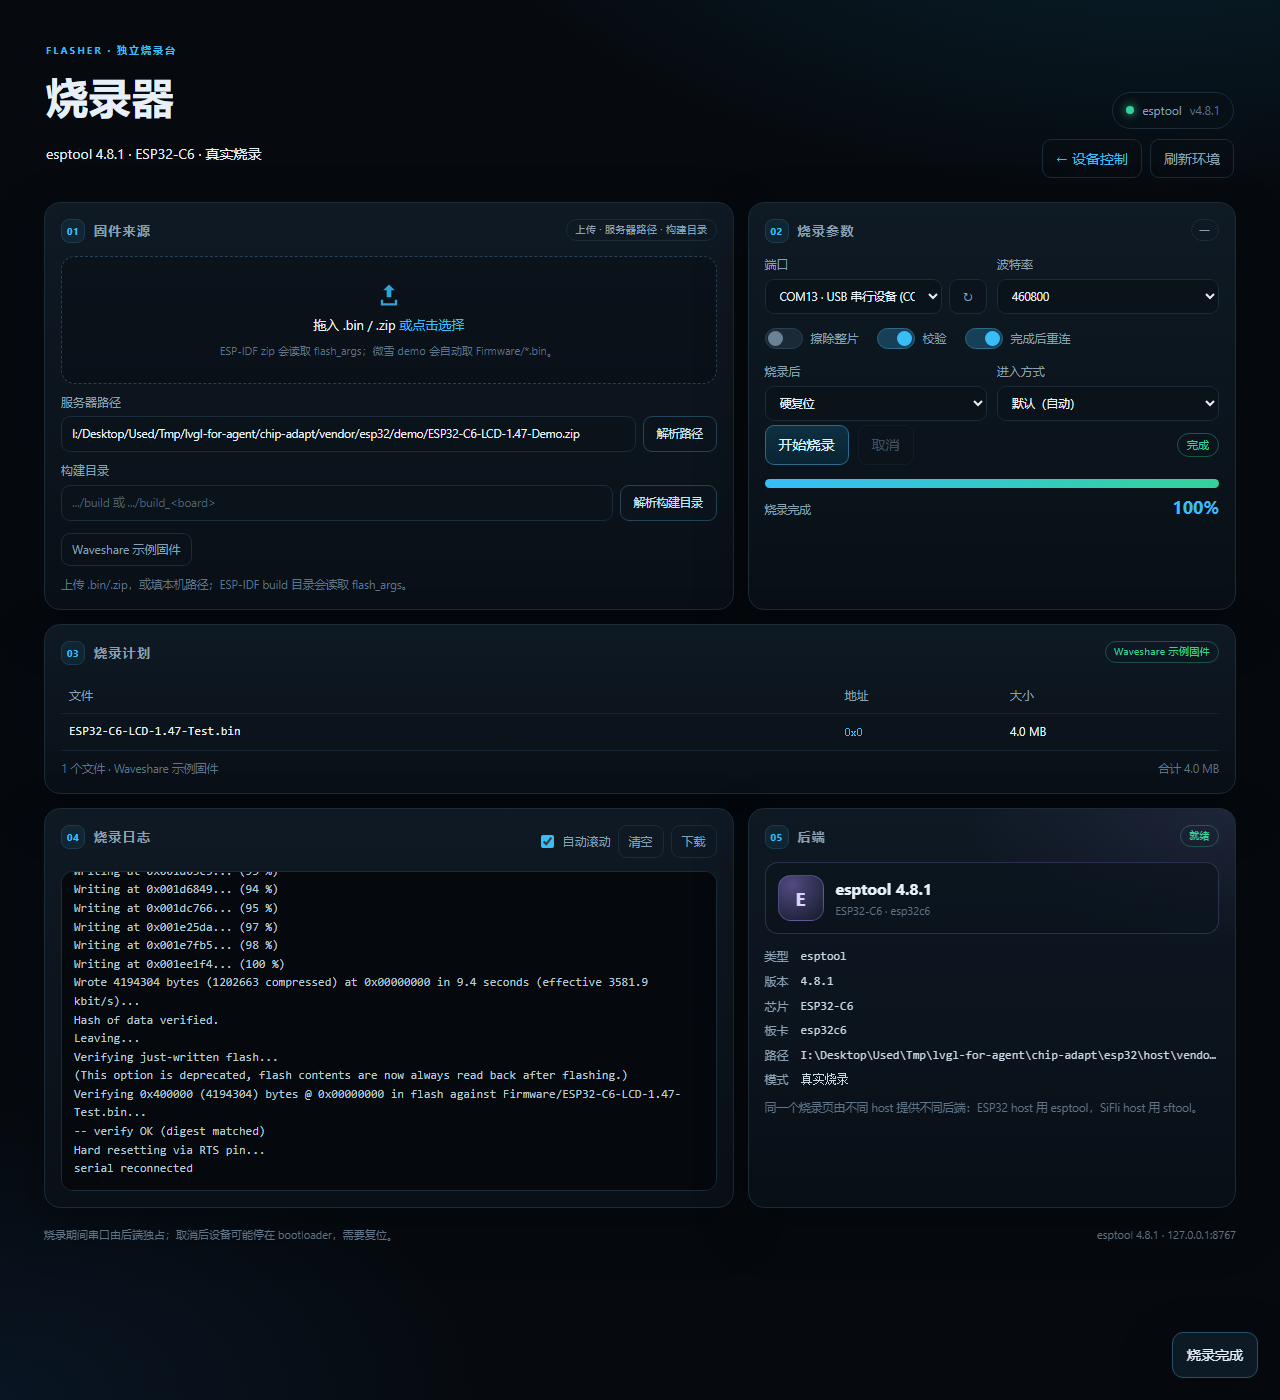 FLASHER · 独立烧录台
烧录器
esptool v4.8.1
esptool 4.8.1 · ESP32-C6 · 真实烧录
← 设备控制
刷新环境
01 固件来源
上传 · 服务器路径 · 构建目录
拖入 .bin / .zip 或点击选择
ESP-IDF zip 会读取 flash_args；微雪 demo 会自动取 Firmware/*.bin。
服务器路径
I:/Desktop/Used/Tmp/lvgl-for-agent/chip-adapt/vendor/esp32/demo/ESP32-C6-LCD-1.47-Demo.zip
解析路径
构建目录
.../build 或 .../build_<board>
解析构建目录
Waveshare 示例固件
上传 .bin/.zip，或填本机路径；ESP-IDF build 目录会读取 flash_args。
02 烧录参数
—
端口
波特率
COM13 · USB 串行设备 (CC
↻
460800
擦除整片
校验
完成后重连
烧录后
进入方式
硬复位
默认（自动）
开始烧录
取消
完成
烧录完成
100%
03 烧录计划
Waveshare 示例固件
文件 地址 大小
ESP32-C6-LCD-1.47-Test.bin 0x0 4.0 MB
1 个文件 · Waveshare 示例固件
合计 4.0 MB
04 烧录日志
自动滚动
清空
下载
Writing at 0x001d6849... (94 %)
Writing at 0x001dc766... (95 %)
Writing at 0x001e25da... (97 %)
Writing at 0x001e7fb5... (98 %)
Writing at 0x001ee1f4... (100 %)
Wrote 4194304 bytes (1202663 compressed) at 0x00000000 in 9.4 seconds (effective 3581.9
kbit/s)...
Hash of data verified.
Leaving...
Verifying just-written flash...
(This option is deprecated, flash contents are now always read back after flashing.)
Verifying 0x400000 (4194304) bytes @ 0x00000000 in flash against Firmware/ESP32-C6-LCD-1.47-
Test.bin...
-- verify OK (digest matched)
Hard resetting via RTS pin...
serial reconnected
05 后端
就绪
E
esptool 4.8.1
ESP32-C6 · esp32c6
类型 esptool
版本 4.8.1
芯片 ESP32-C6
板卡 esp32c6
路径 I:\Desktop\Used\Tmp\lvgl-for-agent\chip-adapt\esp32\host\vendo…
模式 真实烧录
同一个烧录页由不同 host 提供不同后端：ESP32 host 用 esptool，SiFli host 用 sftool。
烧录期间串口由后端独占；取消后设备可能停在 bootloader，需要复位。
esptool 4.8.1 · 127.0.0.1:8767
烧录完成